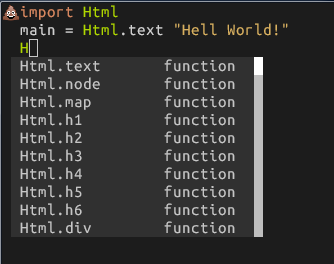 💩import Html
main = Html.text "Hell World!"
H
Html.text function
Html.node function
Html.map function
Html.h1 function
Html.h2 function
Html.h3 function
Html.h4 function
Html.h5 function
Html.h6 function
Html.div function